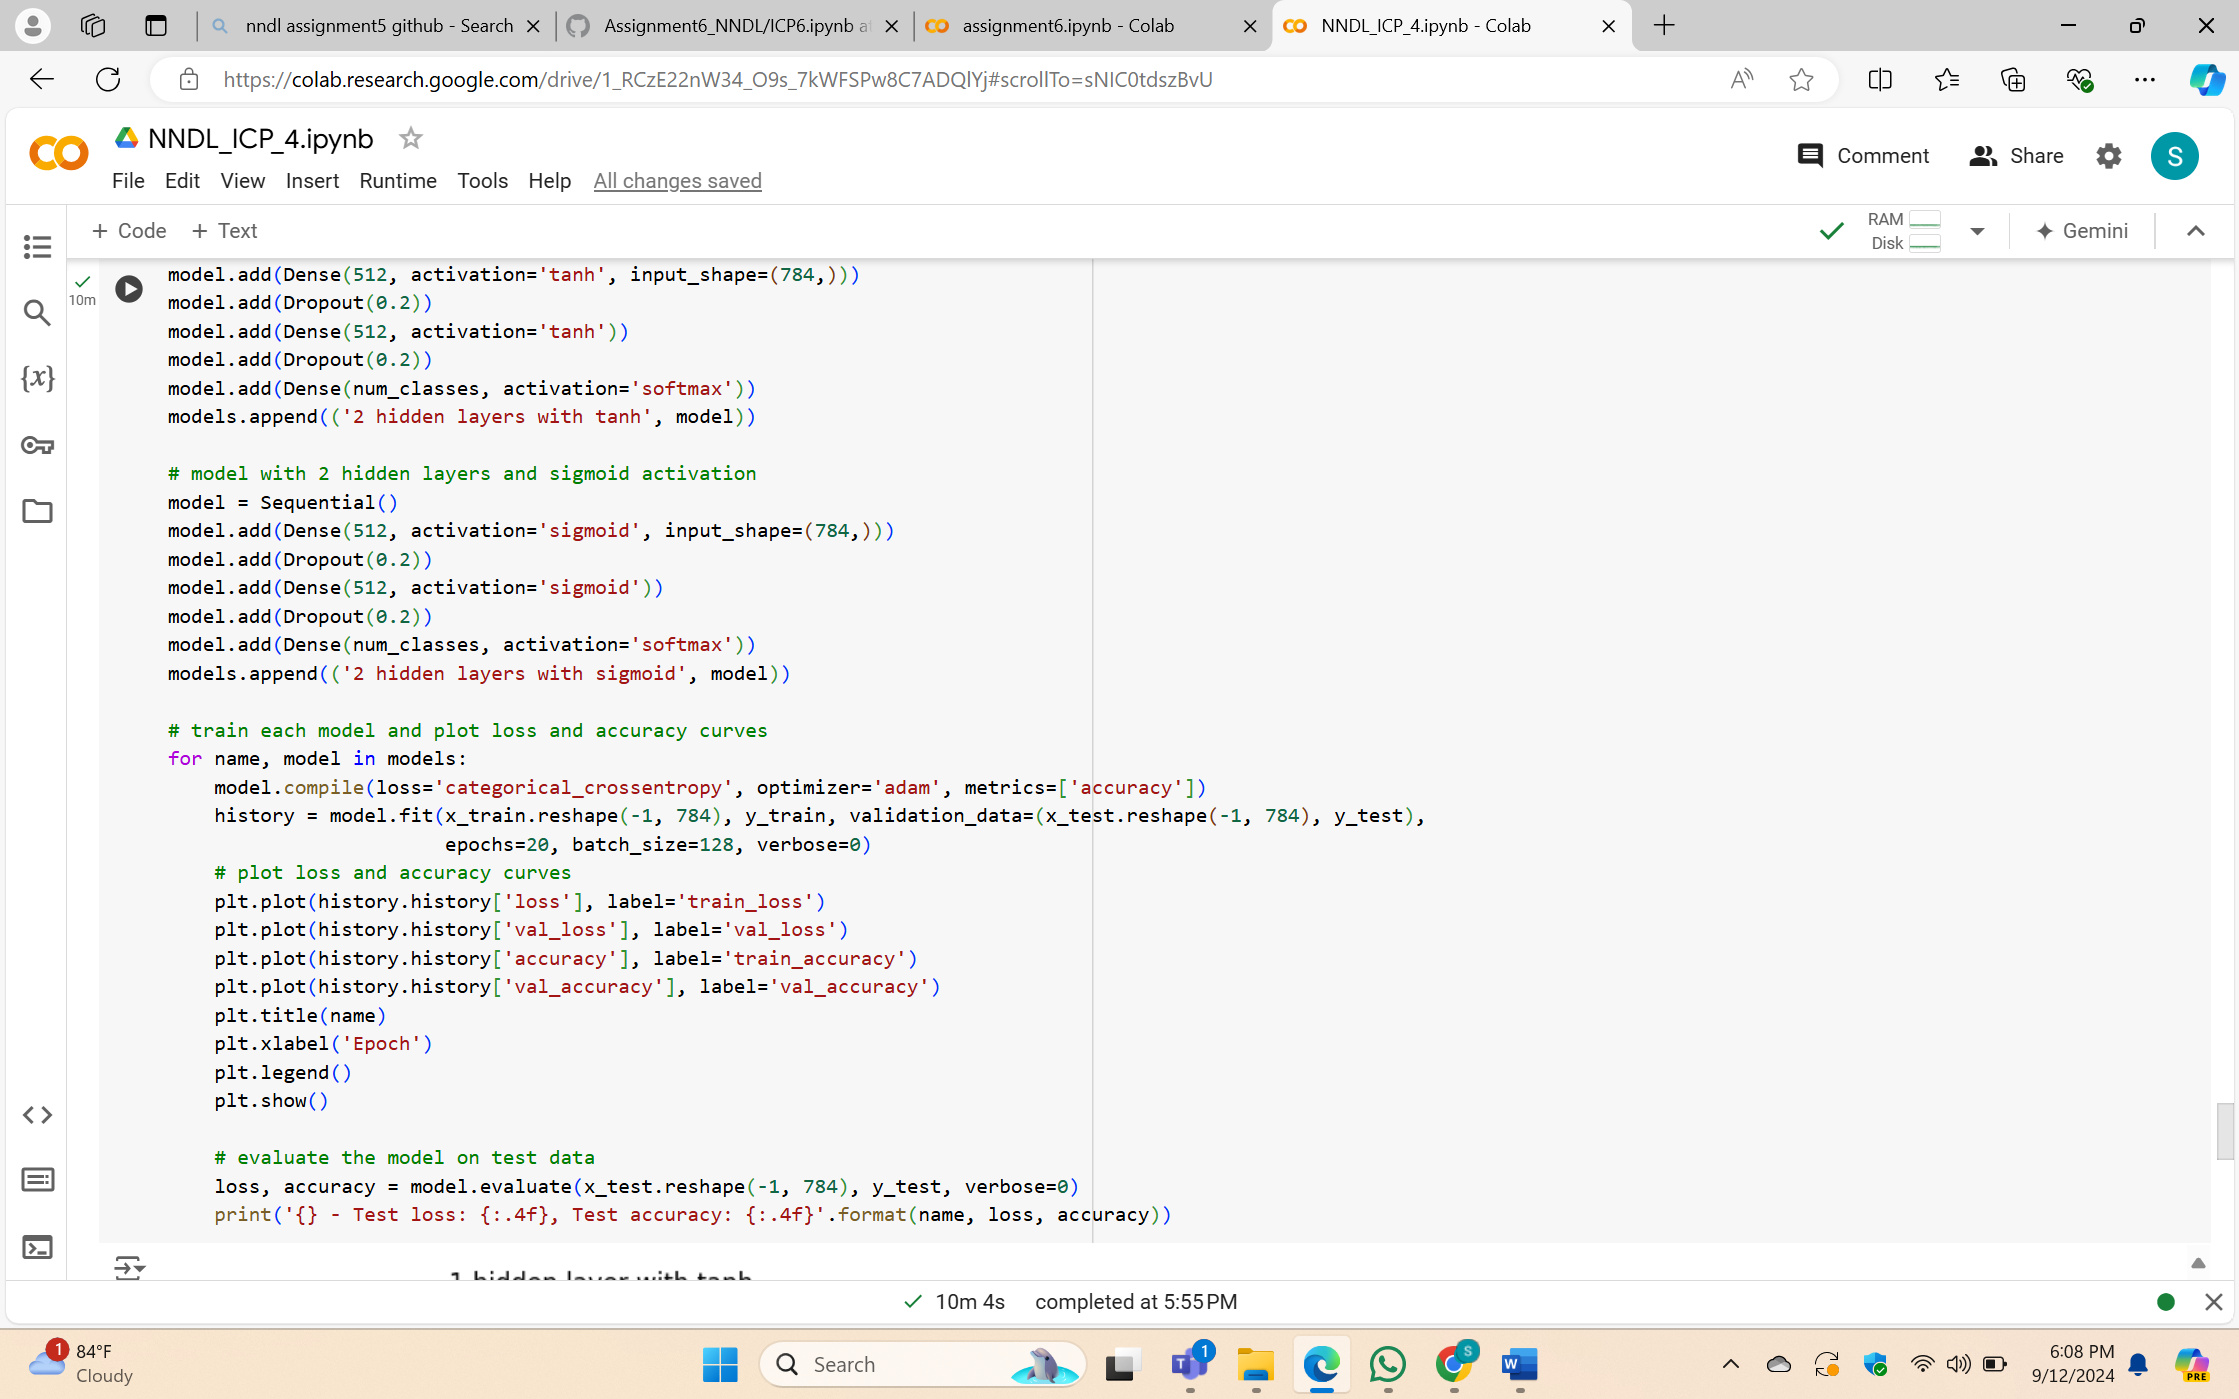 nndl assignment5 github - Search
Assignment6_NNDL/ICP6.ipynb at
assignment6.ipynb - Colab
NNDL_ICP_4.ipynb - Colab
https://colab.research.google.com/drive/1_RCzE22nW34_O9s_7kWFSPw8C7ADQlYj#scrollTo=sNIC0tdszBvU
NNDL_ICP_4.ipynb
Comment
Share
S
File Edit View Insert Runtime Tools Help All changes saved
+ Code + Text
RAM
Disk
Gemini
10m
model.add(Dense(512, activation='tanh', input_shape=(784,)))
model.add(Dropout(0.2))
model.add(Dense(512, activation='tanh'))
model.add(Dropout(0.2))
model.add(Dense(num_classes, activation='softmax'))
models.append(('2 hidden layers with tanh', model))
# model with 2 hidden layers and sigmoid activation
model = Sequential()
model.add(Dense(512, activation='sigmoid', input_shape=(784,)))
model.add(Dropout(0.2))
model.add(Dense(512, activation='sigmoid'))
model.add(Dropout(0.2))
model.add(Dense(num_classes, activation='softmax'))
models.append(('2 hidden layers with sigmoid', model))
# train each model and plot loss and accuracy curves
for name, model in models:
    model.compile(loss='categorical_crossentropy', optimizer='adam', metrics=['accuracy'])
    history = model.fit(x_train.reshape(-1, 784), y_train, validation_data=(x_test.reshape(-1, 784), y_test),
                        epochs=20, batch_size=128, verbose=0)
    # plot loss and accuracy curves
    plt.plot(history.history['loss'], label='train_loss')
    plt.plot(history.history['val_loss'], label='val_loss')
    plt.plot(history.history['accuracy'], label='train_accuracy')
    plt.plot(history.history['val_accuracy'], label='val_accuracy')
    plt.title(name)
    plt.xlabel('Epoch')
    plt.legend()
    plt.show()
    # evaluate the model on test data
    loss, accuracy = model.evaluate(x_test.reshape(-1, 784), y_test, verbose=0)
    print('{} - Test loss: {:.4f}, Test accuracy: {:.4f}'.format(name, loss, accuracy))
1 hidden layer with tanh
10m 4s completed at 5:55 PM
1
84°F
Cloudy
Search
1
S
6:08 PM
9/12/2024
PRE